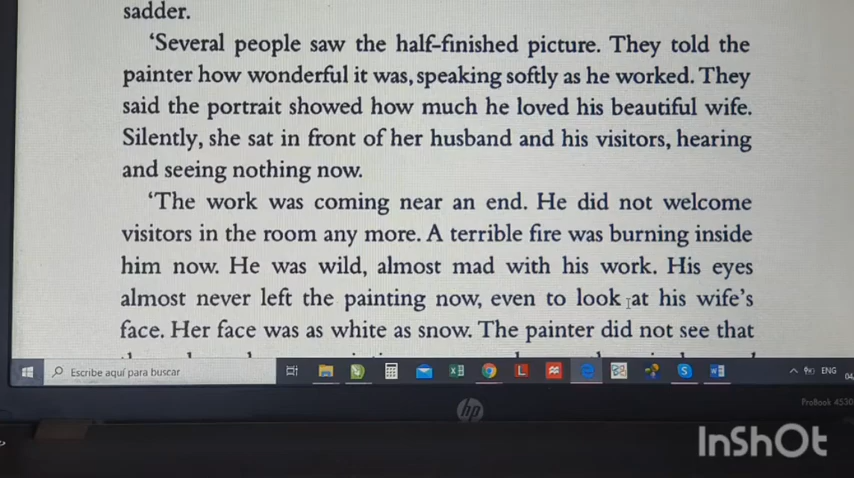 sadder.
‘Several people saw the half-finished picture. They told the
painter how wonderful it was, speaking softly as he worked. They
said the portrait showed how much he loved his beautiful wife.
Silently, she sat in front of her husband and his visitors, hearing
and seeing nothing now.
‘The work was coming near an end. He did not welcome
visitors in the room any more. A terrible fire was burning inside
him now. He was wild, almost mad with his work. His eyes
almost never left the painting now, even to look at his wife’s
face. Her face was as white as snow. The painter did not see that
Escribe aquí para buscar
ENG
04,
hp
ProBook 4530
InShOt